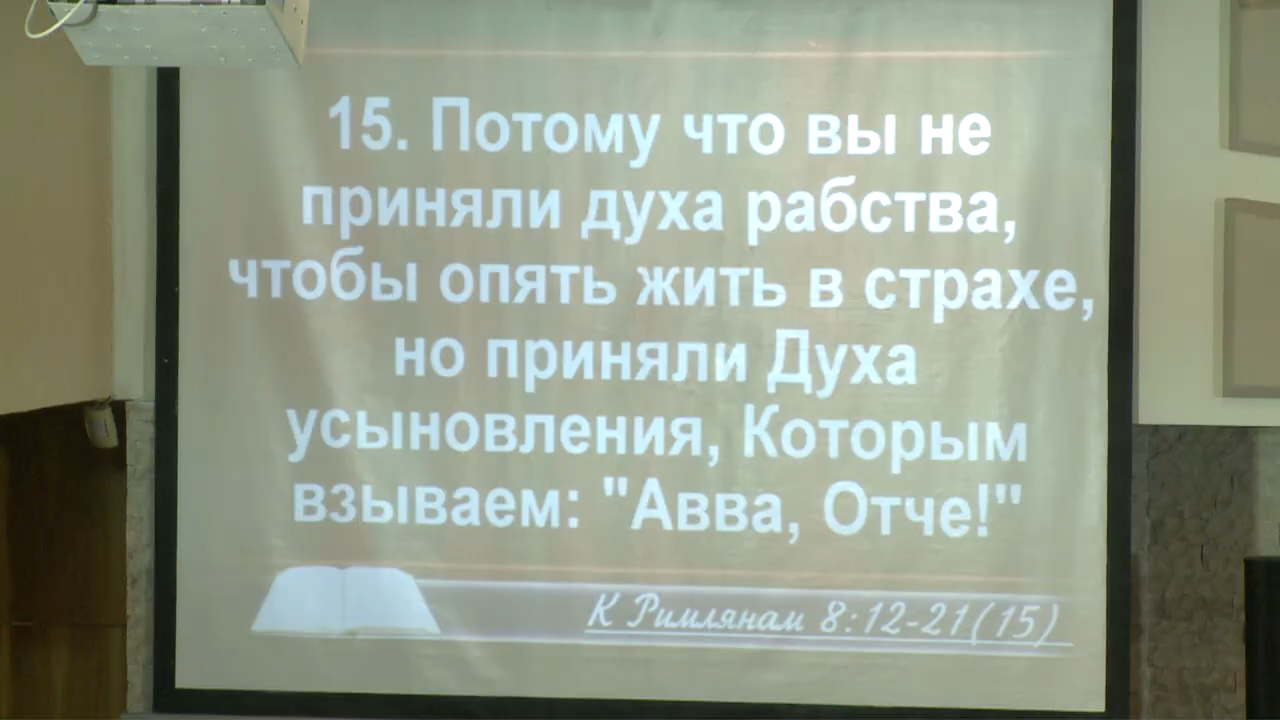 15. Потому что вы не
приняли духа рабства,
чтобы опять жить в страхе,
но приняли Духа
усыновления, Которым
взываем: "Авва, Отче!"
К Римлянам 8:12-21(15)